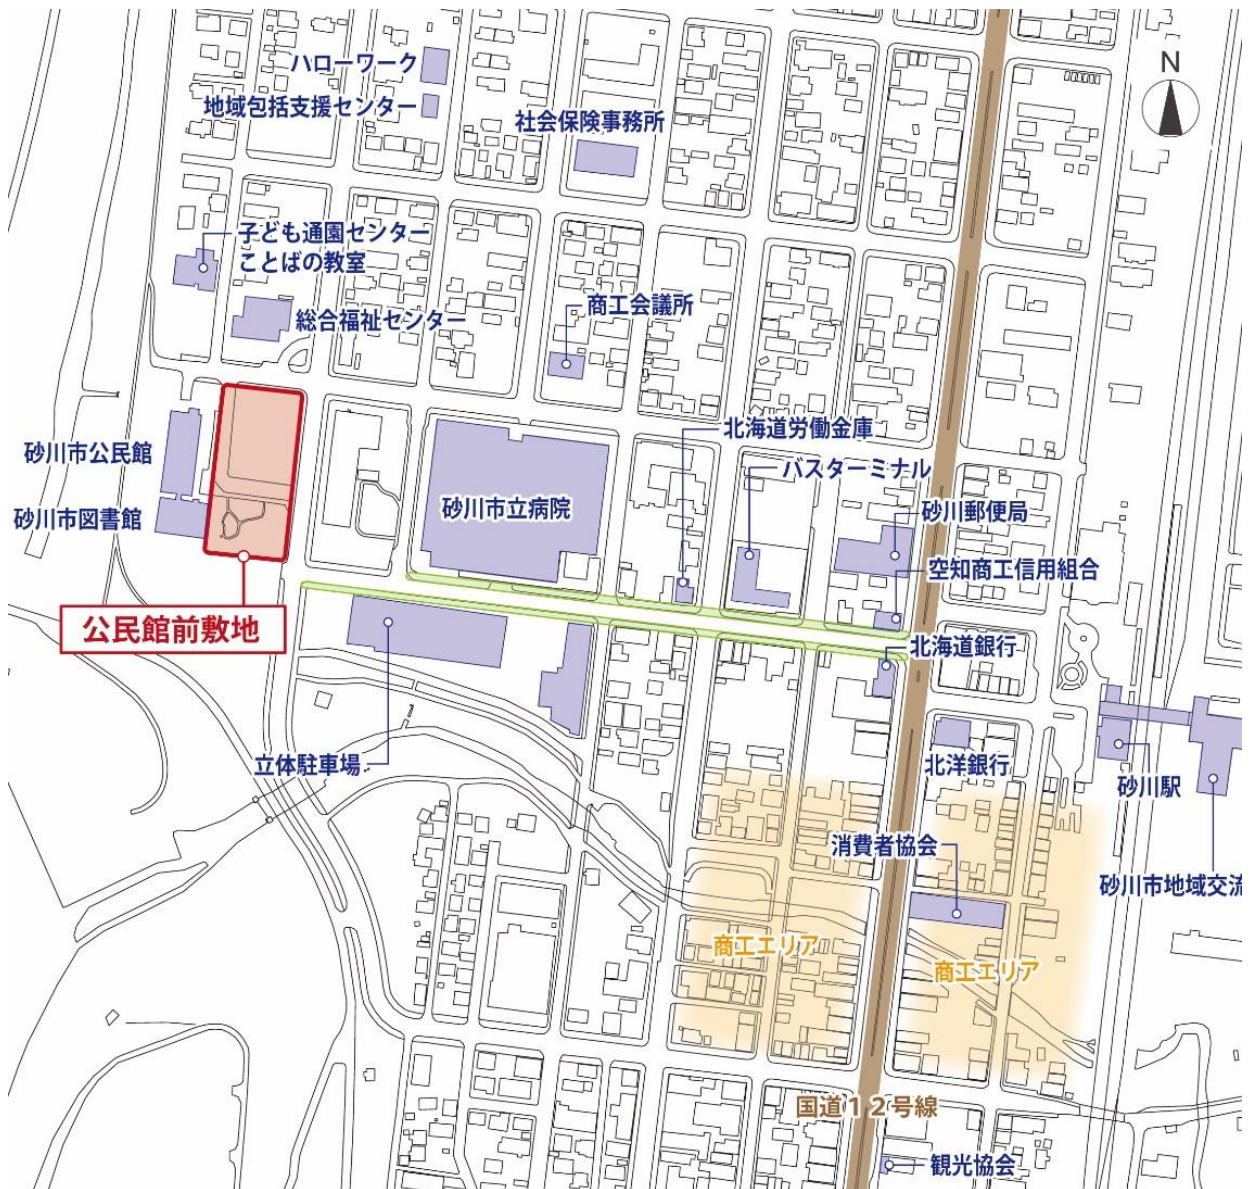 ハローワーク
N
地域包括支援センター
社会保険事務所
子ども通園センター
ことばの教室
商工会議所
総合福祉センター
北海道労働金庫
砂川市公民館
バスターミナル
砂川市立病院
砂川郵便局
砂川市図書館
空知商工信用組合
公民館前敷地
北海道銀行
立体駐車場
北洋銀行
砂川駅
消費者協会
砂川市地域交流
商工エリア
商工エリア
国道12号線
観光協会